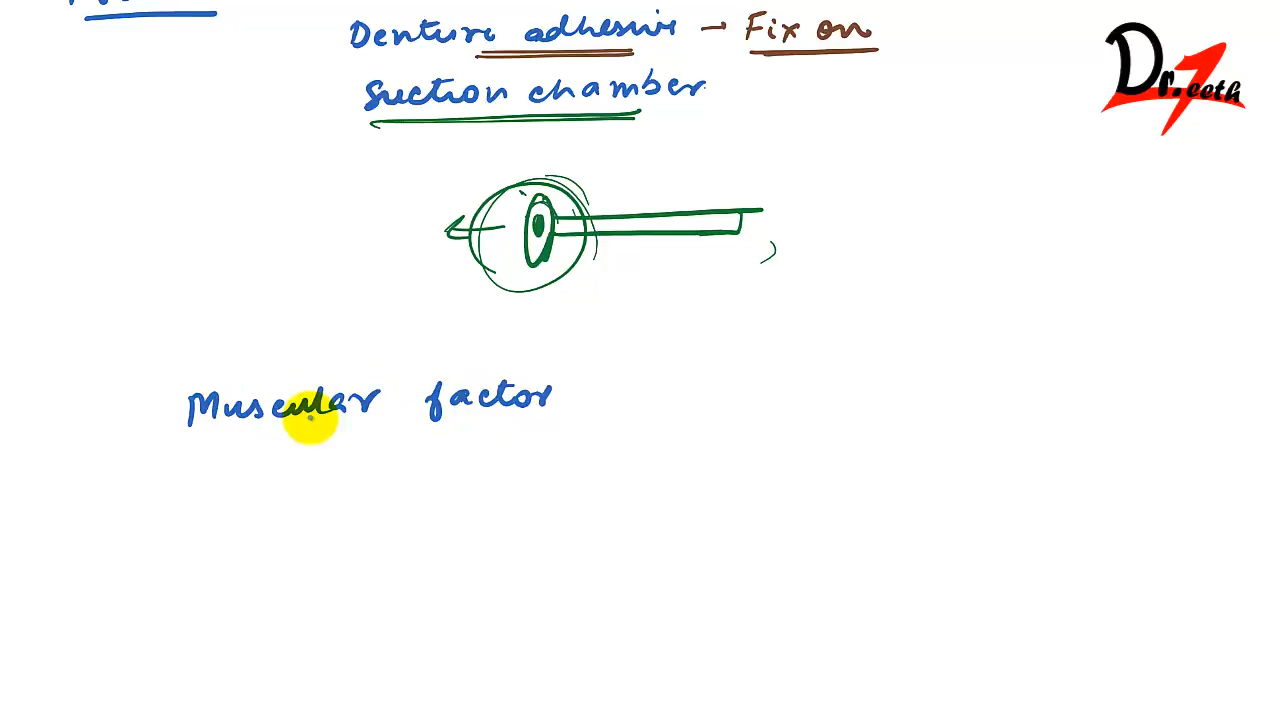 Denture adhesive → Fix on
Suction chamber
Dr. Teeth
Muscular factor